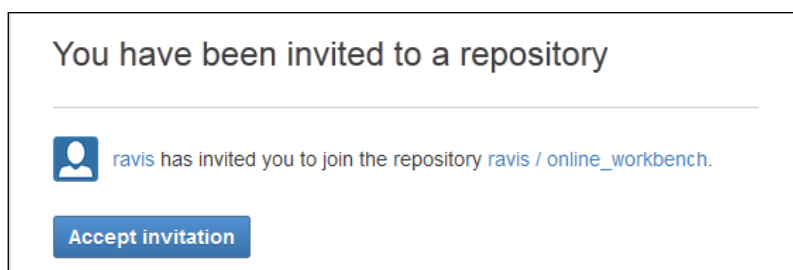 You have been invited to a repository
ravis has invited you to join the repository ravis / online_workbench.
Accept invitation